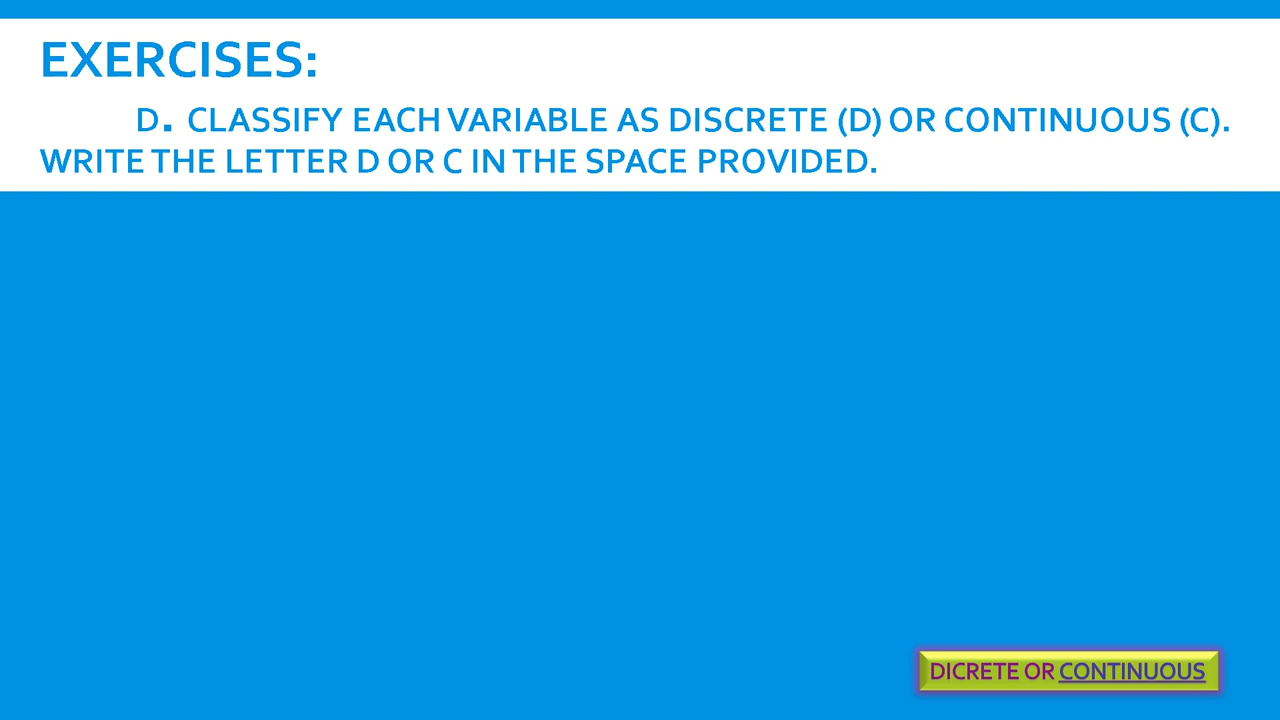 EXERCISES:
D. CLASSIFY EACH VARIABLE AS DISCRETE (D) OR CONTINUOUS (C).
WRITE THE LETTER D OR C IN THE SPACE PROVIDED.
DICRETE OR CONTINUOUS